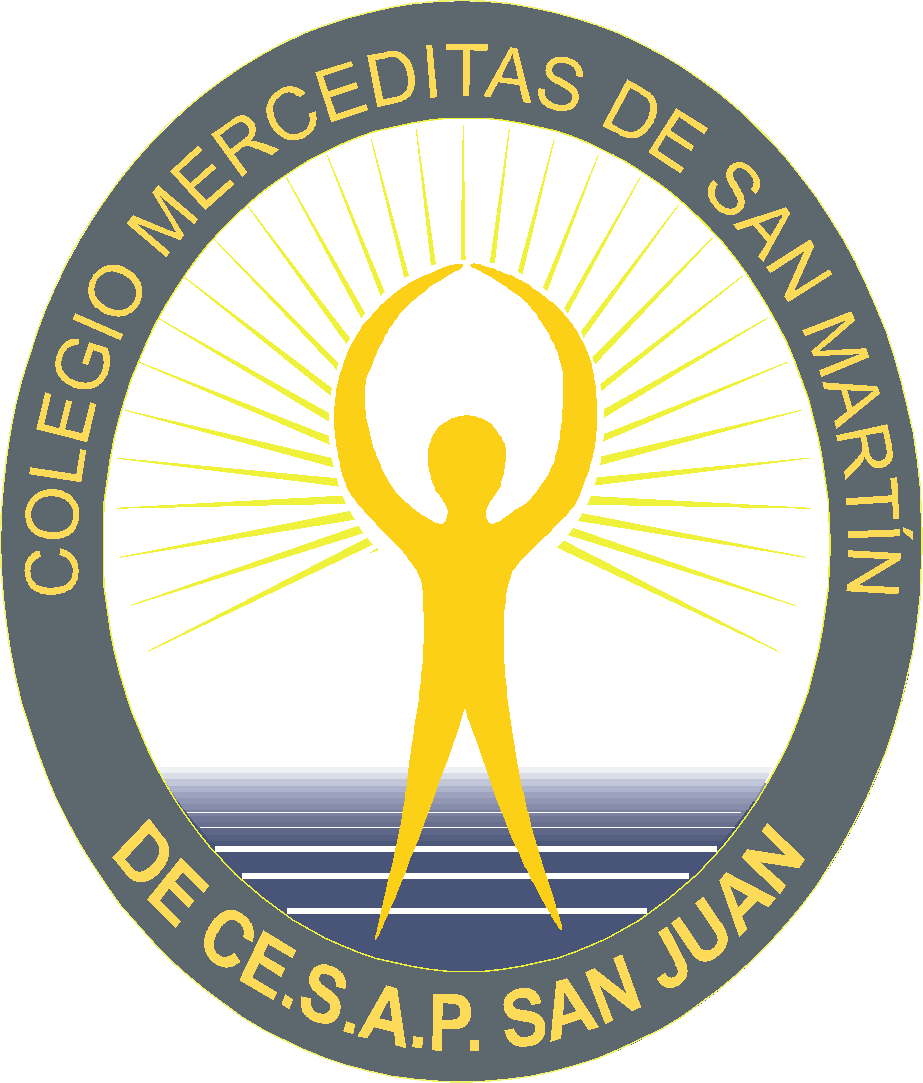 COLEGIO MERCEDITAS DE SAN MARTÍN
DE CE.S.A.P. SAN JUAN